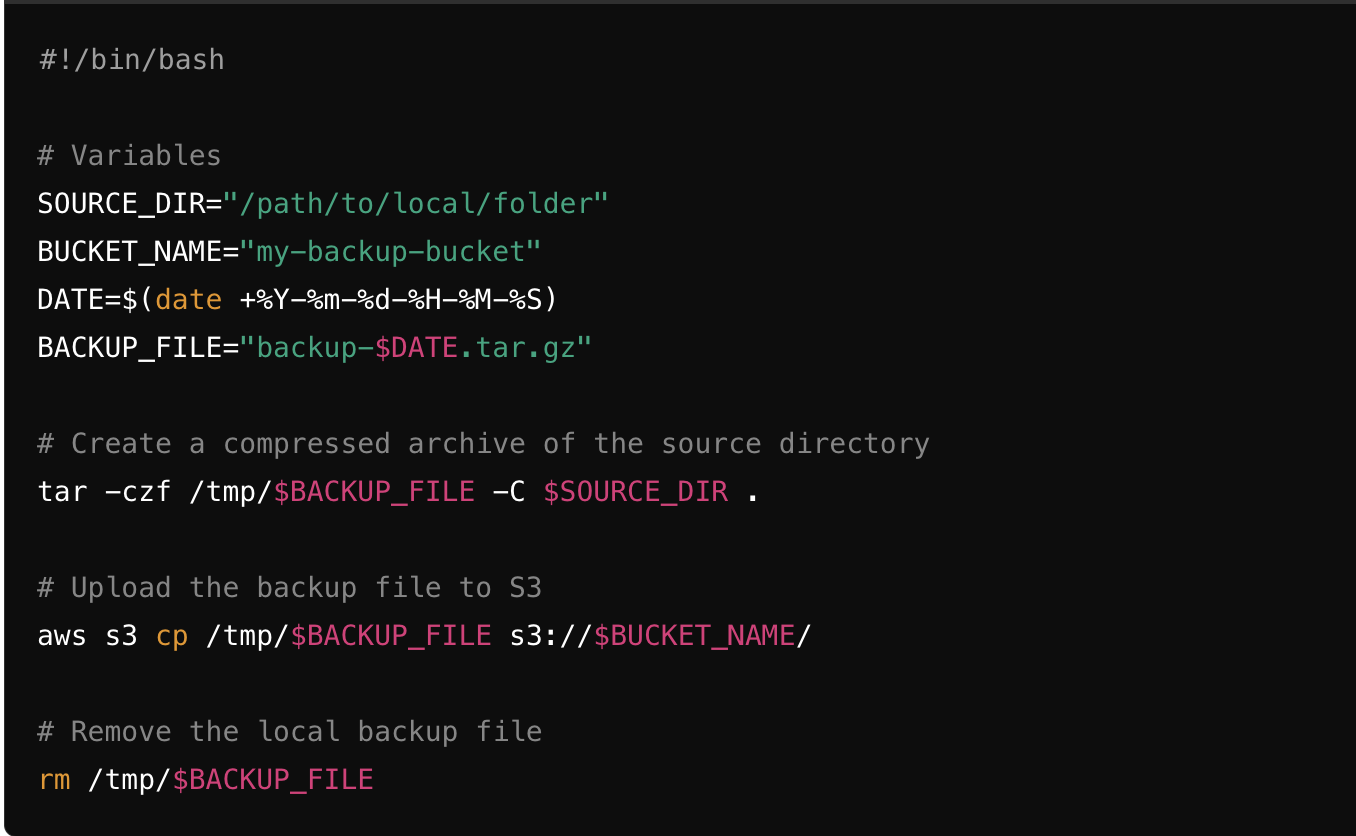 #!/bin/bash
# Variables
SOURCE_DIR="/path/to/local/folder"
BUCKET_NAME="my-backup-bucket"
DATE=$(date +%Y-%m-%d-%H-%M-%S)
BACKUP_FILE="backup-$DATE.tar.gz"
# Create a compressed archive of the source directory
tar -czf /tmp/$BACKUP_FILE -C $SOURCE_DIR .
# Upload the backup file to S3
aws s3 cp /tmp/$BACKUP_FILE s3://$BUCKET_NAME/
# Remove the local backup file
rm /tmp/$BACKUP_FILE